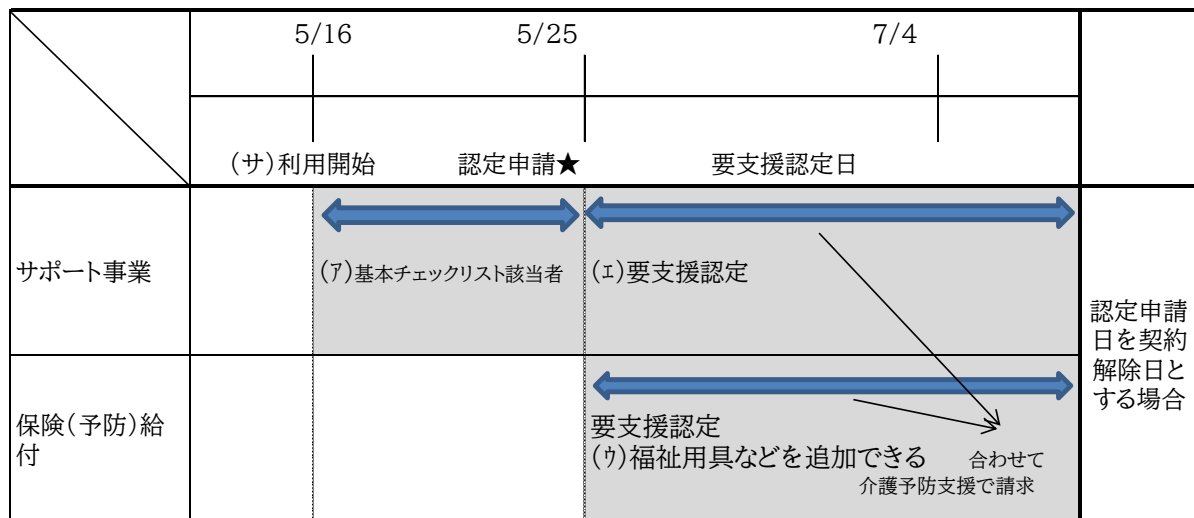 5/16 5/25 7/4
(サ)利用開始 認定申請★ 要支援認定日
サポート事業
(ｱ)基本チェックリスト該当者
(ｴ)要支援認定
認定申請
日を契約
解除日と
する場合
保険(予防)給
付
要支援認定
(ｳ)福祉用具などを追加できる
合わせて
介護予防支援で請求